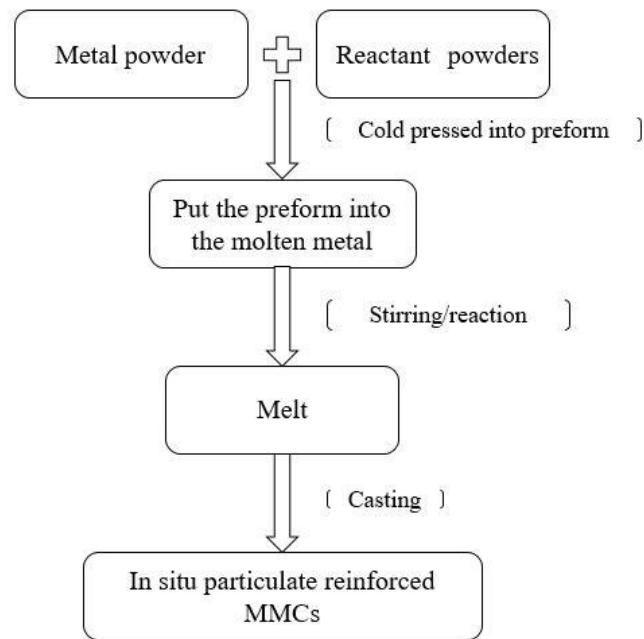 Metal powder
Reactant powders
[ Cold pressed into preform ]
Put the preform into
the molten metal
[ Stirring/reaction ]
Melt
[ Casting ]
In situ particulate reinforced
MMCs